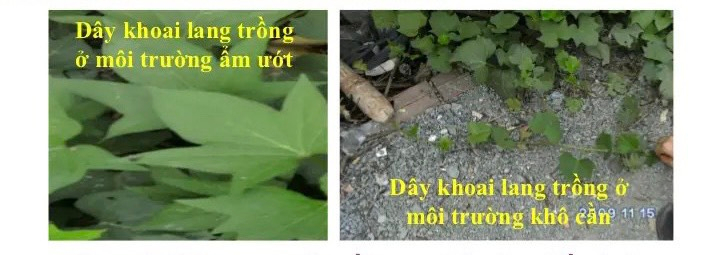 Dây khoai lang trồng
ở môi trường ẩm ướt
Dây khoai lang trồng ở
môi trường khô cằn
11 15